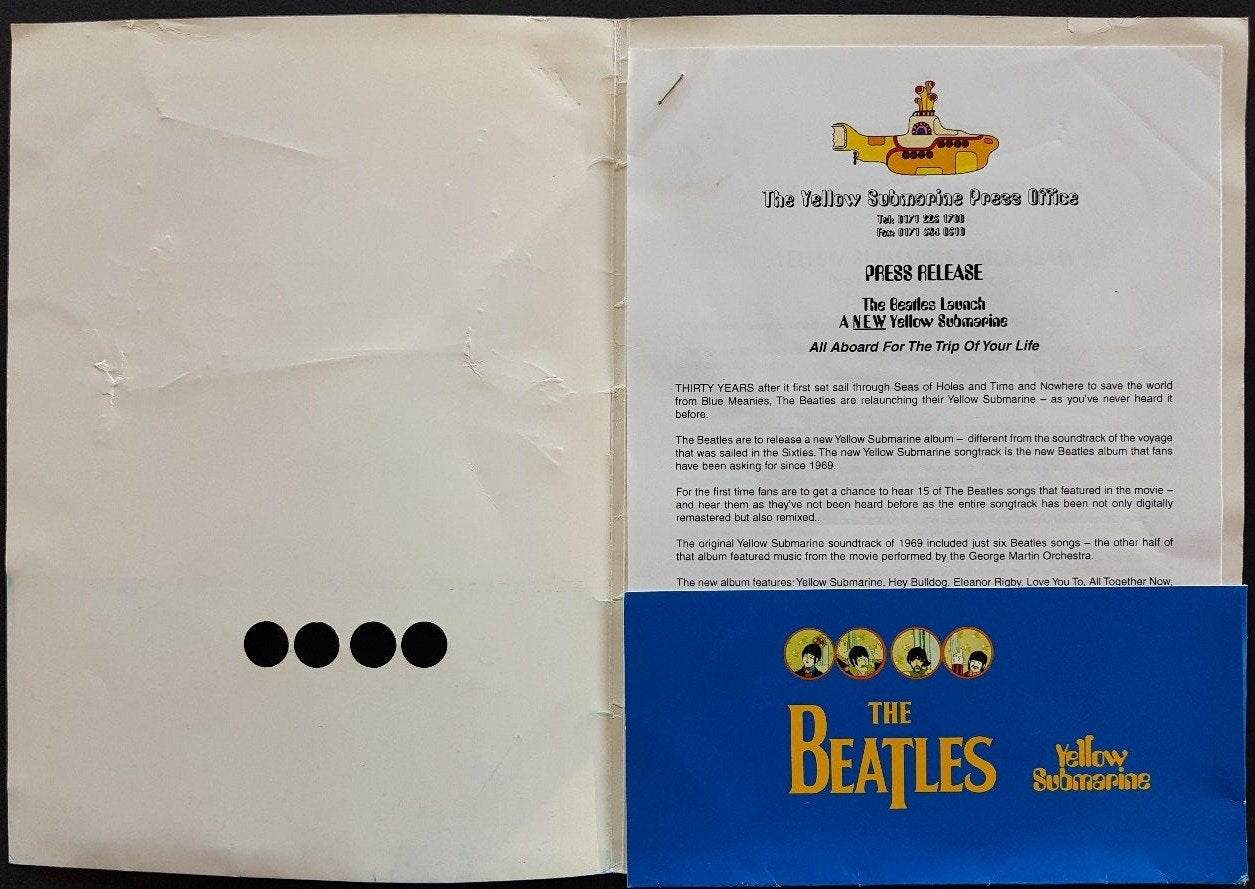 The Yellow Submarine Press Office
Tel: 0171 225 1700
Fax: 0171 584 0610
PRESS RELEASE
The Beatles Launch
A NEW Yellow Submarine
All Aboard For The Trip Of Your Life
THIRTY YEARS after it first set sail through Seas of Holes and Time and Nowhere to save the world
from Blue Meanies, The Beatles are relaunching their Yellow Submarine – as you've never heard it
before.
The Beatles are to release a new Yellow Submarine album – different from the soundtrack of the voyage
that was sailed in the Sixties. The new Yellow Submarine songtrack is the new Beatles album that fans
have been asking for since 1969.
For the first time fans are to get a chance to hear 15 of The Beatles songs that featured in the movie –
and hear them as they've not been heard before as the entire songtrack has been not only digitally
remastered but also remixed..
The original Yellow Submarine soundtrack of 1969 included just six Beatles songs – the other half of
that album featured music from the movie performed by the George Martin Orchestra.
The new album features: Yellow Submarine, Hey Bulldog, Eleanor Rigby, Love You To, All Together Now,
THE
BEATLES
Yellow
Submarine